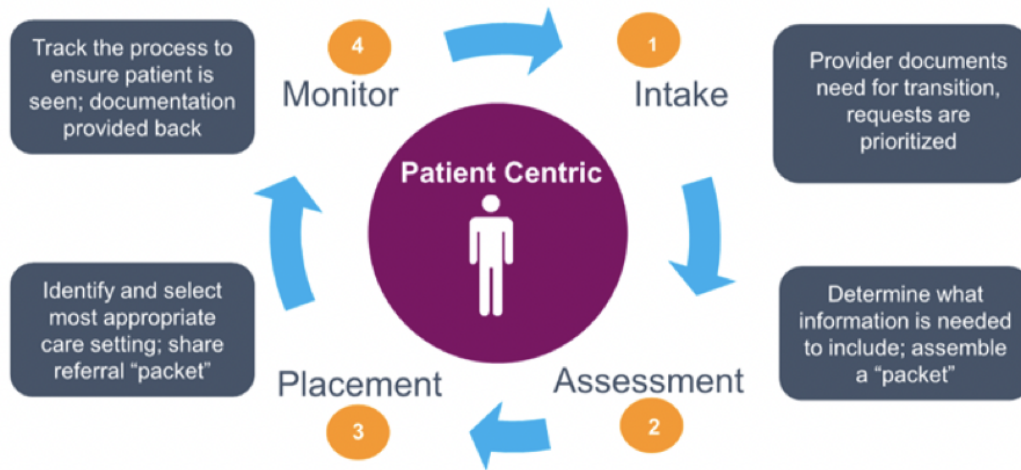 Track the process to
ensure patient is
seen; documentation
provided back
4
Monitor
1
Intake
Provider documents
need for transition,
requests are
prioritized
Patient Centric
Identify and select
most appropriate
care setting; share
referral “packet”
Placement
3
Assessment
2
Determine what
information is needed
to include; assemble
a “packet”